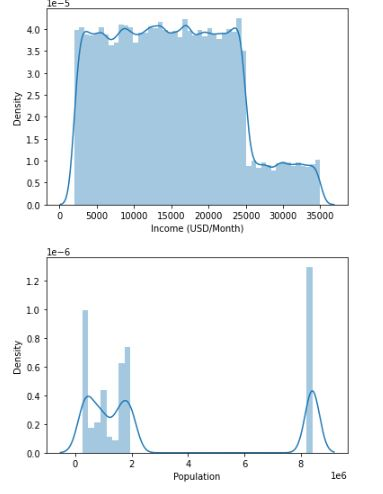 1e−5
4.0
3.5
3.0
2.5
2.0
1.5
1.0
0.5
0.0
Density
0 5000 10000 15000 20000 25000 30000 35000
Income (USD/Month)
1e−6
1.2
1.0
0.8
0.6
0.4
0.2
0.0
Density
0 2 4 6 8
1e6
Population